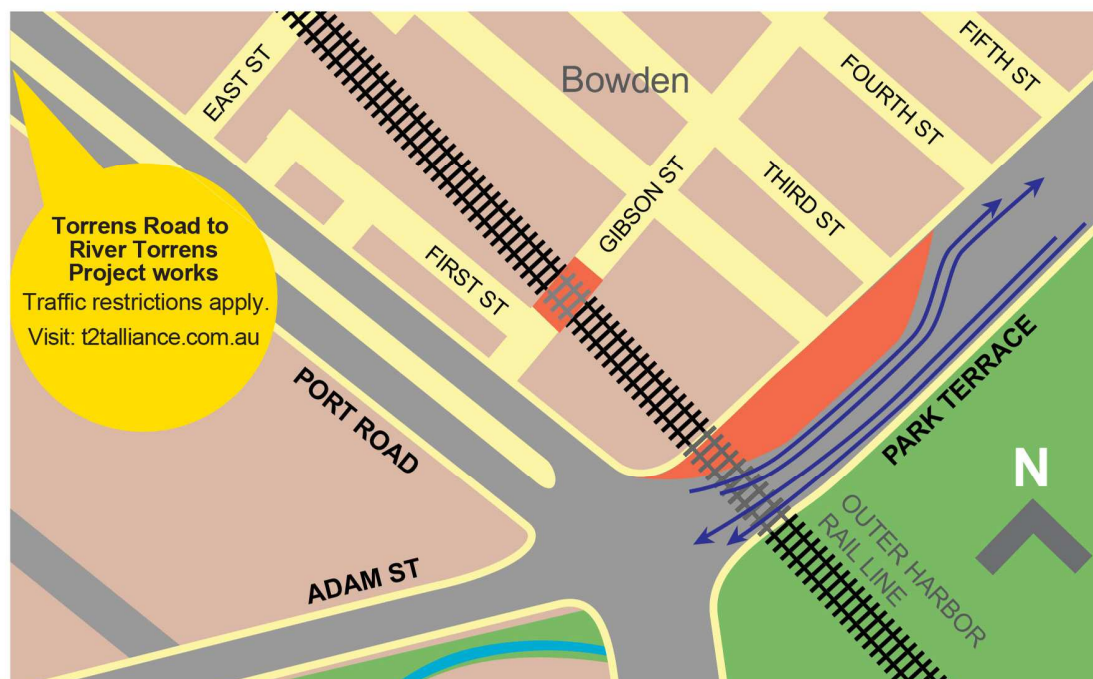 EAST ST
Bowden
FIFTH ST
FOURTH ST
THIRD ST
GIBSON ST
FIRST ST
Torrens Road to
River Torrens
Project works
Traffic restrictions apply.
Visit: t2talliance.com.au
PORT ROAD
PARK TERRACE
N
OUTER HARBOR
RAIL LINE
ADAM ST